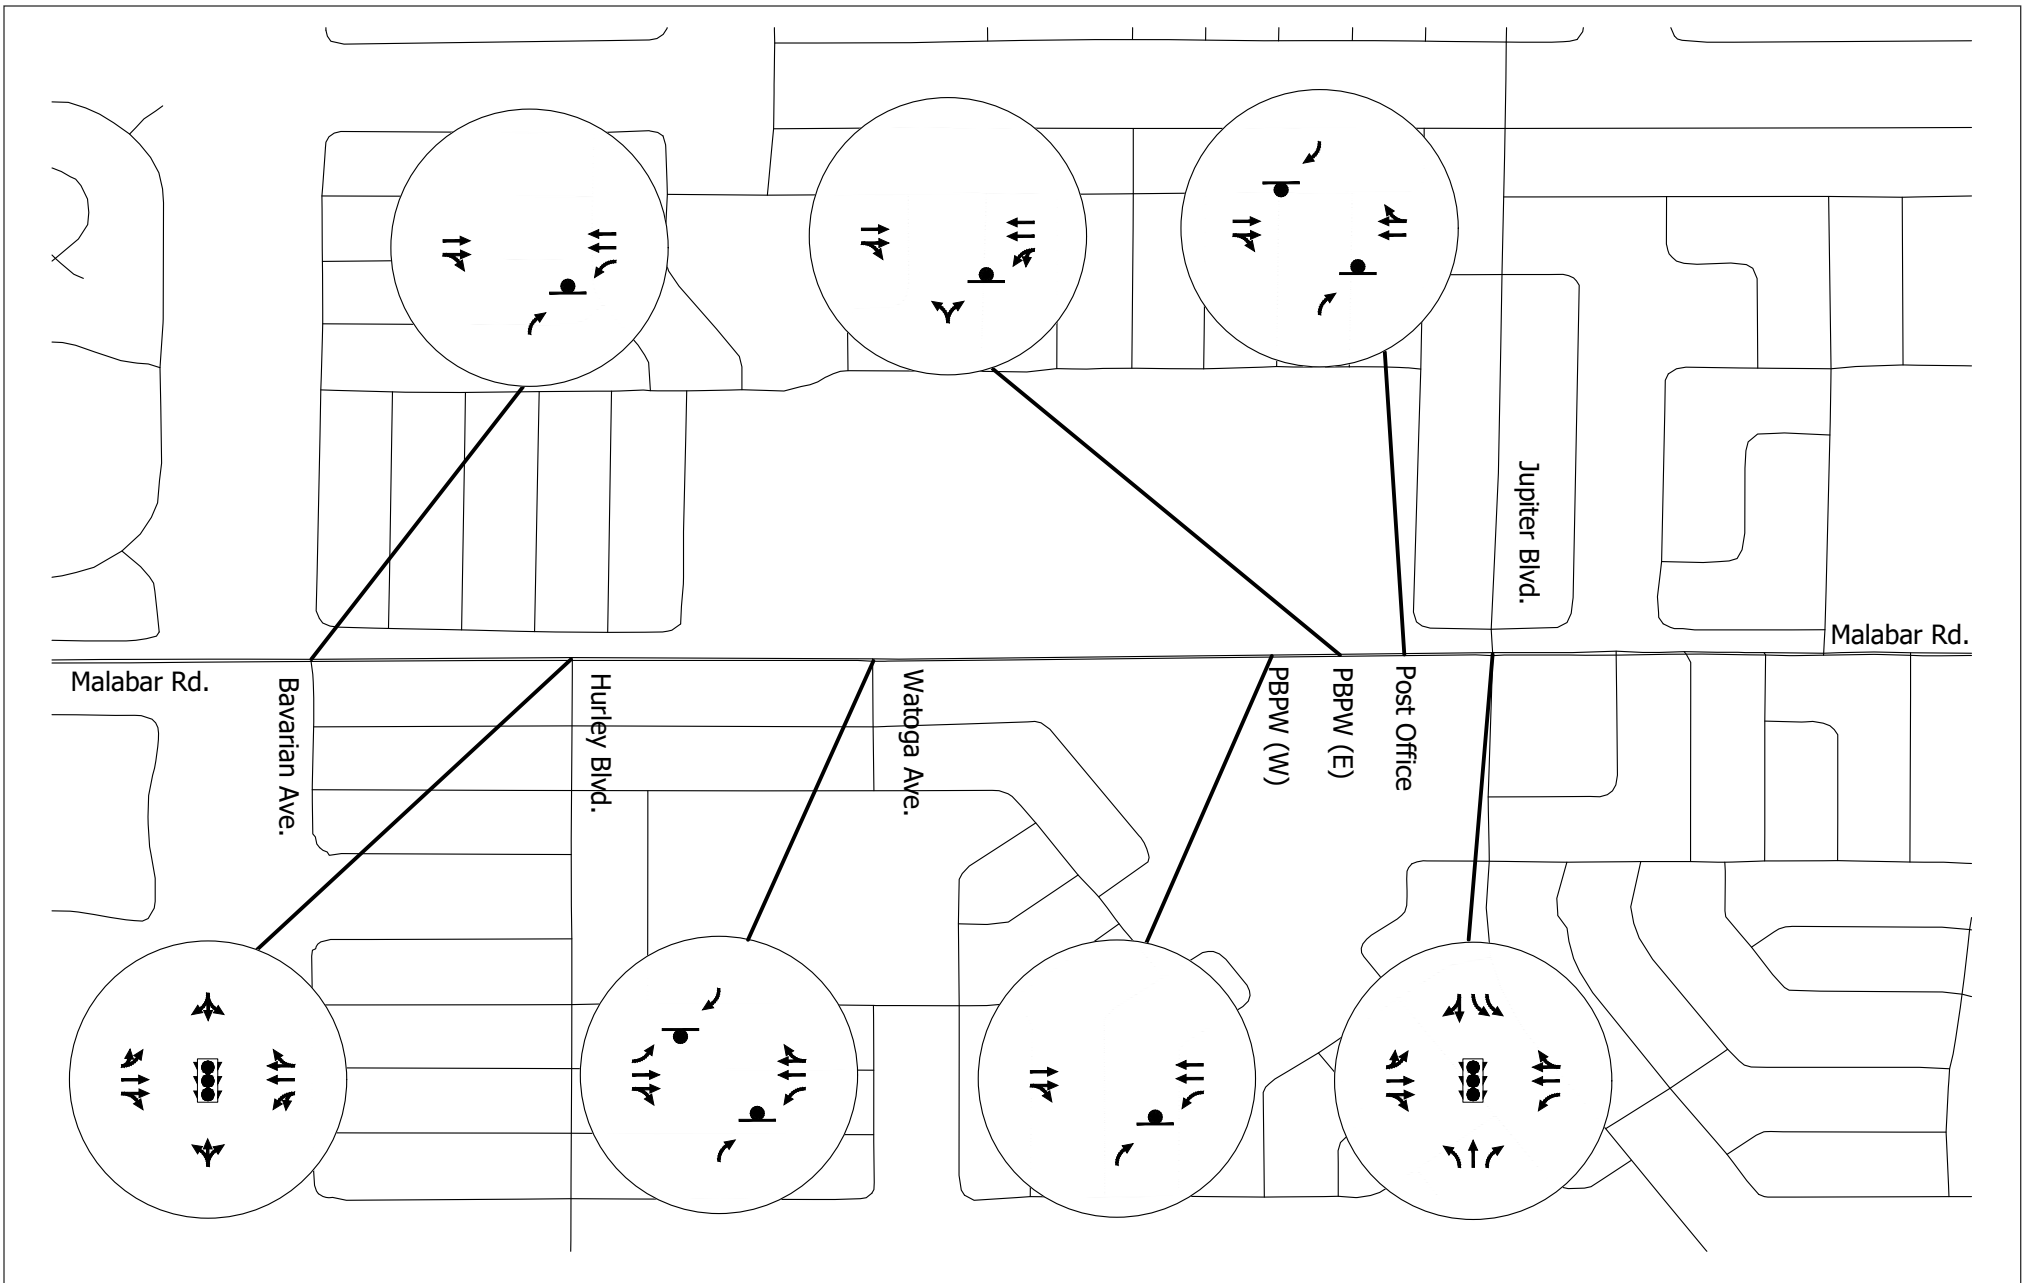 Jupiter Blvd.
Malabar Rd.
Malabar Rd.
Bavarian Ave.
Hurley Blvd.
Watoga Ave.
PBPW (W)
PBPW (E)
Post Office